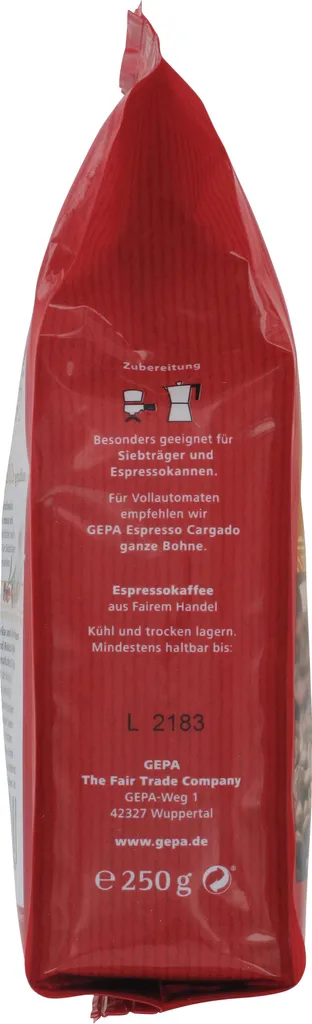 Zubereitung
Besonders geeignet für
Siebträger und
Espressokannen.
Für Vollautomaten
empfehlen wir
GEPA Espresso Cargado
ganze Bohne.
Espressokaffee
aus Fairem Handel
Kühl und trocken lagern.
Mindestens haltbar bis:
L 2183
GEPA
The Fair Trade Company
GEPA-Weg 1
42327 Wuppertal
www.gepa.de
℮ 250 g